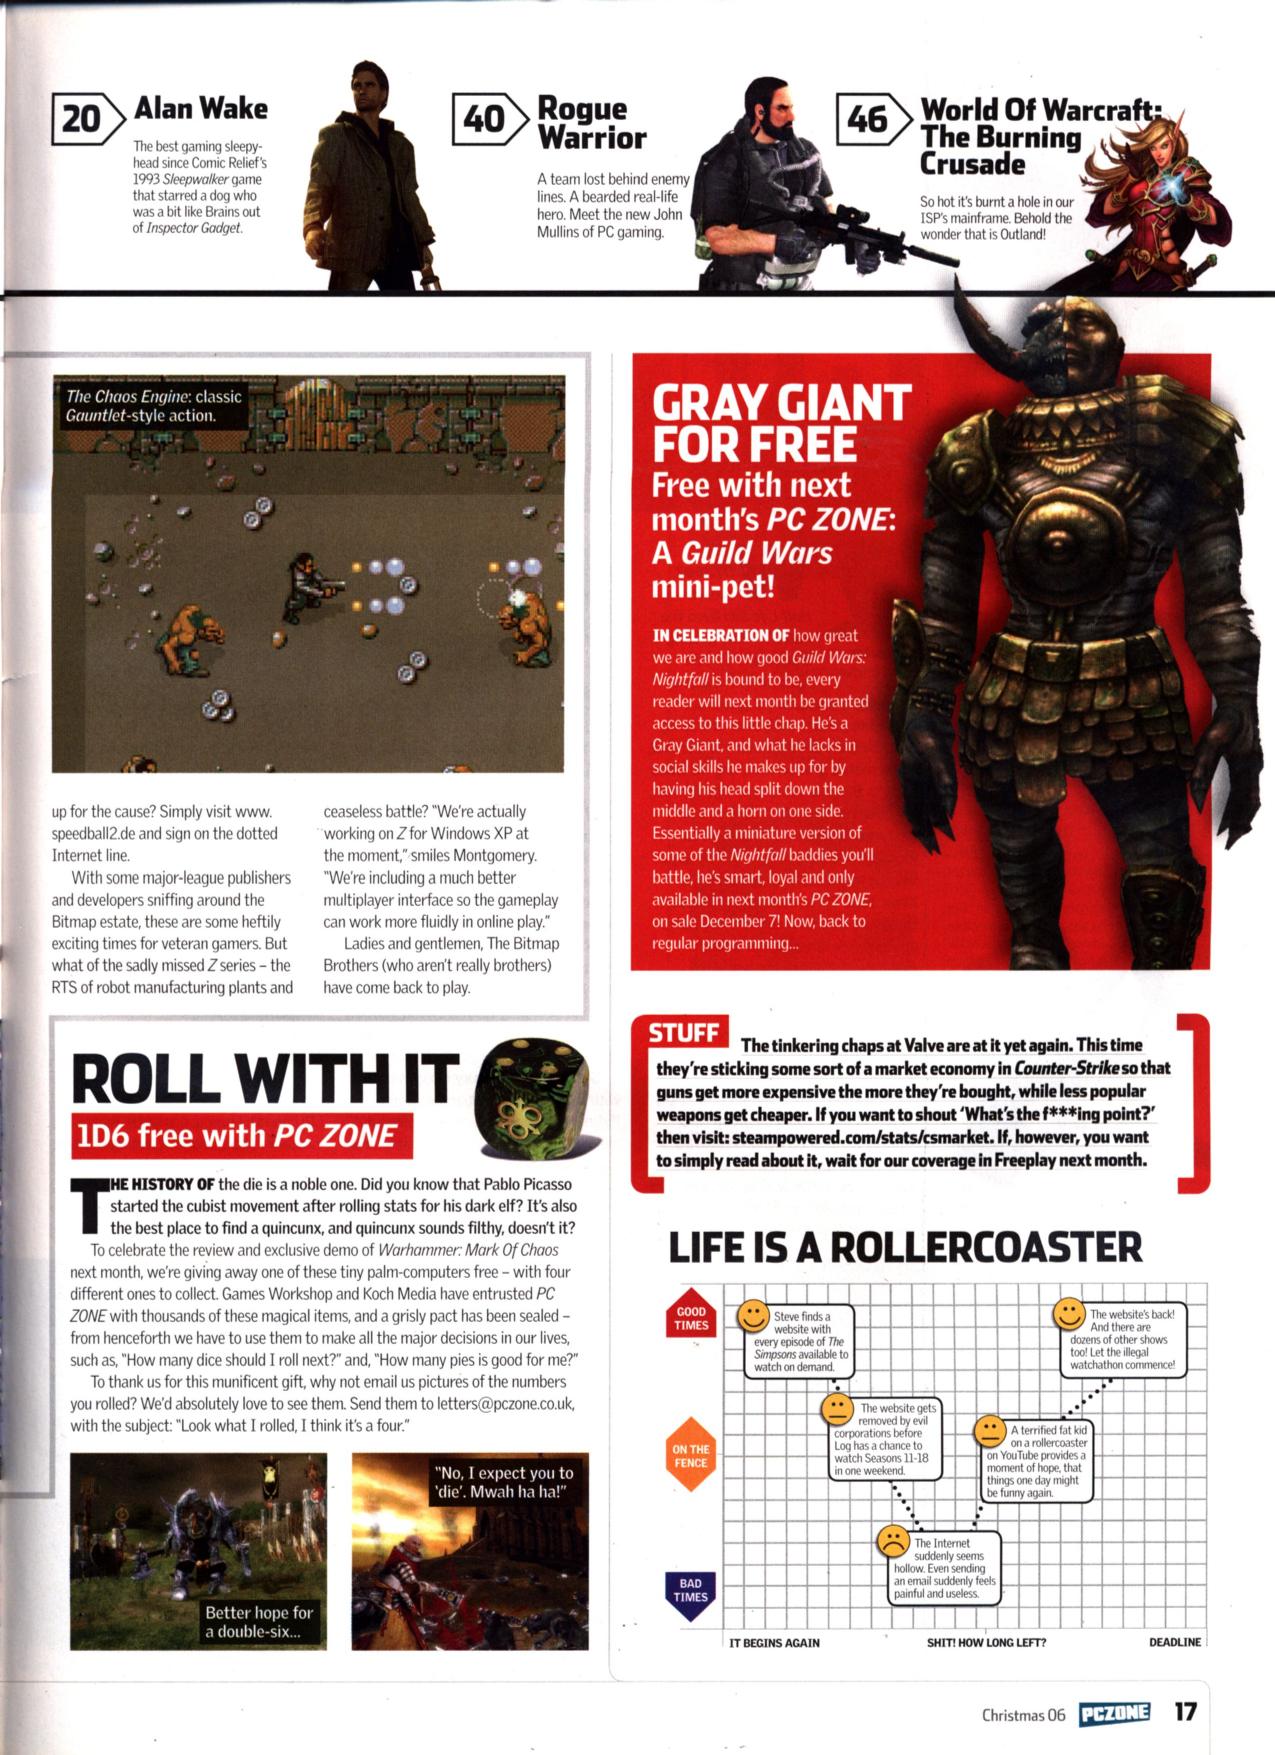 20
Alan Wake
The best gaming sleepy-
head since Comic Relief's
1993 Sleepwalker game
that starred a dog who
was a bit like Brains out
of Inspector Gadget.
40
Rogue
Warrior
A team lost behind enemy
lines. A bearded real-life
hero. Meet the new John
Mullins of PC gaming.
46
World Of Warcraft:
The Burning
Crusade
So hot it's burnt a hole in our
ISP's mainframe. Behold the
wonder that is Outland!
The Chaos Engine: classic
Gauntlet-style action.
up for the cause? Simply visit www.
speedball2.de and sign on the dotted
Internet line.
With some major-league publishers
and developers sniffing around the
Bitmap estate, these are some heftily
exciting times for veteran gamers. But
what of the sadly missed Z series – the
RTS of robot manufacturing plants and
ceaseless battle? "We're actually
working on Z for Windows XP at
the moment," smiles Montgomery.
"We're including a much better
multiplayer interface so the gameplay
can work more fluidly in online play."
Ladies and gentlemen, The Bitmap
Brothers (who aren't really brothers)
have come back to play.
GRAY GIANT
FOR FREE
Free with next
month's PC ZONE:
A Guild Wars
mini-pet!
IN CELEBRATION OF how great
we are and how good Guild Wars:
Nightfall is bound to be, every
reader will next month be granted
access to this little chap. He's a
Gray Giant, and what he lacks in
social skills he makes up for by
having his head split down the
middle and a horn on one side.
Essentially a miniature version of
some of the Nightfall baddies you'll
battle, he's smart, loyal and only
available in next month's PC ZONE,
on sale December 7! Now, back to
regular programming...
ROLL WITH IT
1D6 free with PC ZONE
THE HISTORY OF the die is a noble one. Did you know that Pablo Picasso
started the cubist movement after rolling stats for his dark elf? It's also
the best place to find a quincunx, and quincunx sounds filthy, doesn't it?
To celebrate the review and exclusive demo of Warhammer: Mark Of Chaos
next month, we're giving away one of these tiny palm-computers free – with four
different ones to collect. Games Workshop and Koch Media have entrusted PC
ZONE with thousands of these magical items, and a grisly pact has been sealed –
from henceforth we have to use them to make all the major decisions in our lives,
such as, "How many dice should I roll next?" and, "How many pies is good for me?"
To thank us for this munificent gift, why not email us pictures of the numbers
you rolled? We'd absolutely love to see them. Send them to letters@pczone.co.uk,
with the subject: "Look what I rolled, I think it's a four."
Better hope for
a double-six...
"No, I expect you to
'die'. Mwah ha ha!"
STUFF
The tinkering chaps at Valve are at it yet again. This time
they're sticking some sort of a market economy in Counter-Strike so that
guns get more expensive the more they're bought, while less popular
weapons get cheaper. If you want to shout 'What's the f***ing point?'
then visit: steampowered.com/stats/csmarket. If, however, you want
to simply read about it, wait for our coverage in Freeplay next month.
LIFE IS A ROLLERCOASTER
GOOD
TIMES
ON THE
FENCE
BAD
TIMES
Steve finds a
website with
every episode of The
Simpsons available to
watch on demand.
The website gets
removed by evil
corporations before
Log has a chance to
watch Seasons 11-18
in one weekend.
The Internet
suddenly seems
hollow. Even sending
an email suddenly feels
painful and useless.
A terrified fat kid
on a rollercoaster
on YouTube provides a
moment of hope, that
things one day might
be funny again.
The website's back!
And there are
dozens of other shows
too! Let the illegal
watchathon commence!
IT BEGINS AGAIN
SHIT! HOW LONG LEFT?
DEADLINE
Christmas 06 PCZONE 17